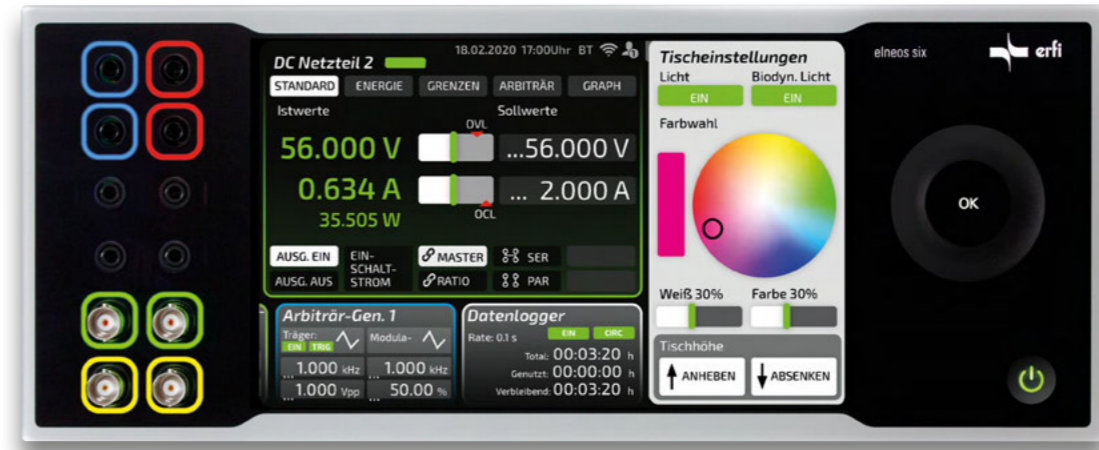 18.02.2020 17:00Uhr BT
DC Netzteil 2
STANDARD ENERGIE GRENZEN ARBITRÄR GRAPH
Istwerte Sollwerte
OVL
56.000 V ...56.000 V
0.634 A ... 2.000 A
35.505 W OCL
AUSG. EIN EIN-SCHALT-STROM MASTER SER
AUSG. AUS RATIO PAR
Arbiträr-Gen. 1
Träger: Modula-
EIN TRIG
...1.000 kHz ...1.000 kHz
...1.000 Vpp ... 50.00 %
Datenlogger
Rate: 0.1 s EIN CIRC
Total: 00:03:20 h
Genutzt: 00:00:00 h
Verbleibend: 00:03:20 h
Tischeinstellungen
Licht Biodyn. Licht
EIN EIN
Farbwahl
Weiß 30% Farbe 30%
Tischhöhe
ANHEBEN ABSENKEN
elneos six erfi
OK